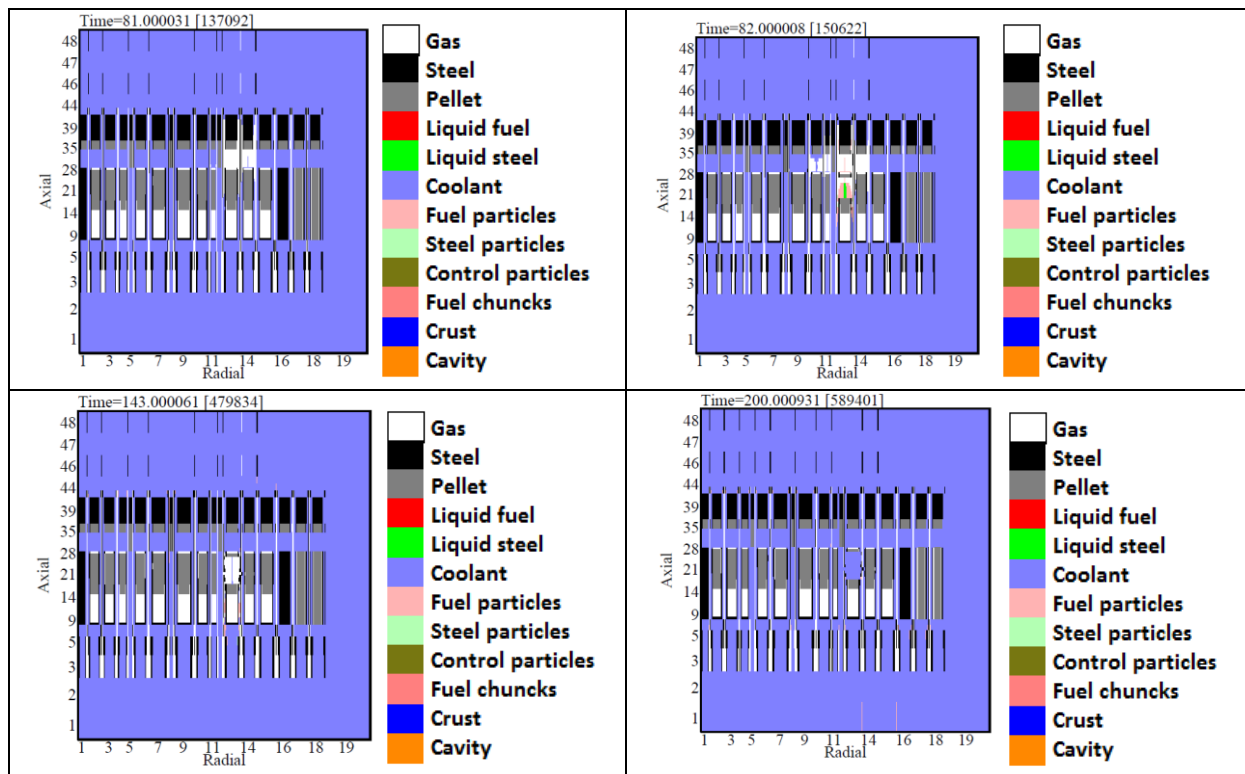 Time=81.000031 [137092]
48
47
46
44
39
35
28
21
14
9
5
3
2
1
Axial
1 3 5 7 9 11 14 16 18 19
Radial
Gas
Steel
Pellet
Liquid fuel
Liquid steel
Coolant
Fuel particles
Steel particles
Control particles
Fuel chuncks
Crust
Cavity
Time=82.000008 [150622]
48
47
46
44
39
35
28
21
14
9
5
3
2
1
Axial
1 3 5 7 9 11 14 16 18 19
Radial
Gas
Steel
Pellet
Liquid fuel
Liquid steel
Coolant
Fuel particles
Steel particles
Control particles
Fuel chuncks
Crust
Cavity
Time=143.000061 [479834]
48
47
46
44
39
35
28
21
14
9
5
3
2
1
Axial
1 3 5 7 9 11 14 16 18 19
Radial
Gas
Steel
Pellet
Liquid fuel
Liquid steel
Coolant
Fuel particles
Steel particles
Control particles
Fuel chuncks
Crust
Cavity
Time=200.000931 [589401]
48
47
46
44
39
35
28
21
14
9
5
3
2
1
Axial
1 3 5 7 9 11 14 16 19
Radial
Gas
Steel
Pellet
Liquid fuel
Liquid steel
Coolant
Fuel particles
Steel particles
Control particles
Fuel chuncks
Crust
Cavity